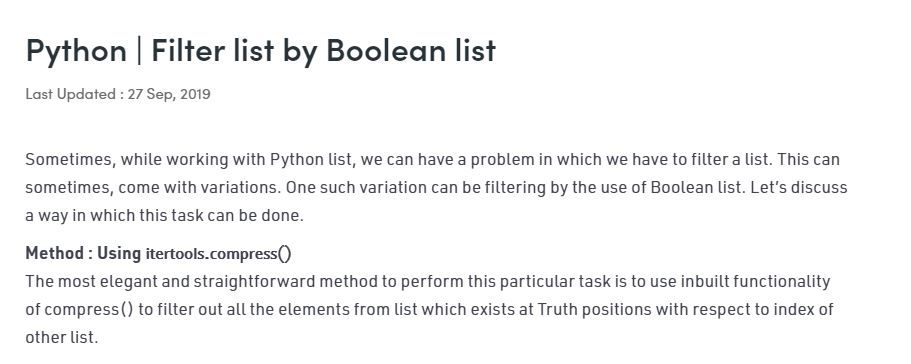 Python | Filter list by Boolean list
Last Updated : 27 Sep, 2019
Sometimes, while working with Python list, we can have a problem in which we have to filter a list. This can
sometimes, come with variations. One such variation can be filtering by the use of Boolean list. Let’s discuss
a way in which this task can be done.
Method : Using itertools.compress()
The most elegant and straightforward method to perform this particular task is to use inbuilt functionality
of compress() to filter out all the elements from list which exists at Truth positions with respect to index of
other list.